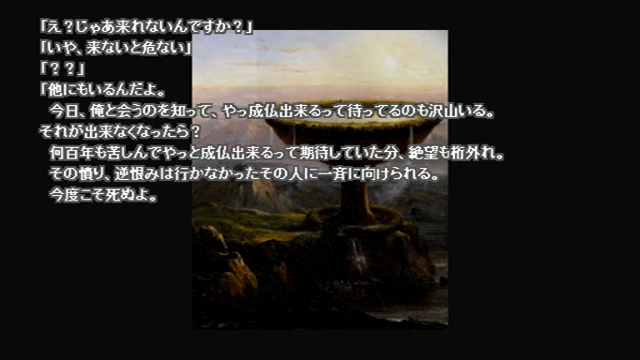 「え？じゃあ来れないんですか？」
「いや、来ないと危ない」
「？？」
「他にもいるんだよ。
　今日、俺と会うのを知って、やっ成仏出来るって待ってるのも沢山いる。
それが出来なくなったら？
　何百年も苦しんでやっと成仏出来るって期待していた分、絶望も桁外れ。
　その憤り、逆恨みは行かなかったその人に一斉に向けられる。
　今度こそ死ぬよ。